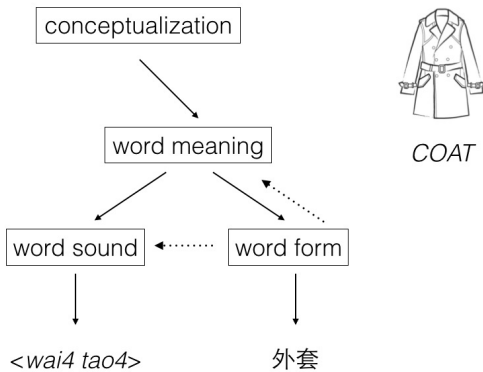 conceptualization
COAT
word meaning
word sound
word form
<wai4 tao4>
外套